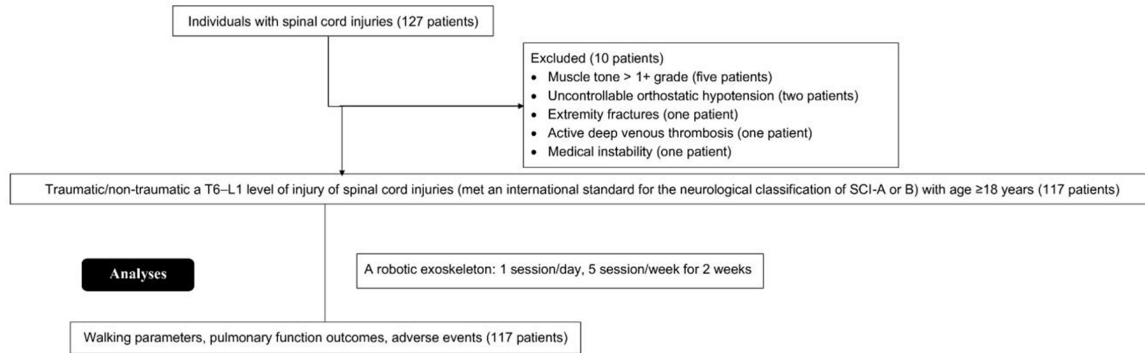 Individuals with spinal cord injuries (127 patients)
Excluded (10 patients)
• Muscle tone > 1+ grade (five patients)
• Uncontrollable orthostatic hypotension (two patients)
• Extremity fractures (one patient)
• Active deep venous thrombosis (one patient)
• Medical instability (one patient)
Traumatic/non-traumatic a T6–L1 level of injury of spinal cord injuries (met an international standard for the neurological classification of SCI-A or B) with age ≥18 years (117 patients)
Analyses
A robotic exoskeleton: 1 session/day, 5 session/week for 2 weeks
Walking parameters, pulmonary function outcomes, adverse events (117 patients)